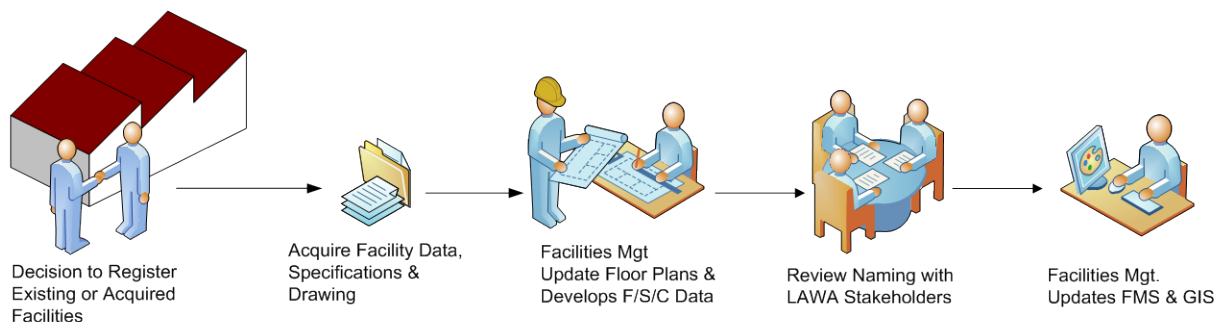 Decision to Register
Existing or Acquired
Facilities
Acquire Facility Data,
Specifications &
Drawing
Facilities Mgt
Update Floor Plans &
Develops F/S/C Data
Review Naming with
LAWA Stakeholders
Facilities Mgt.
Updates FMS & GIS